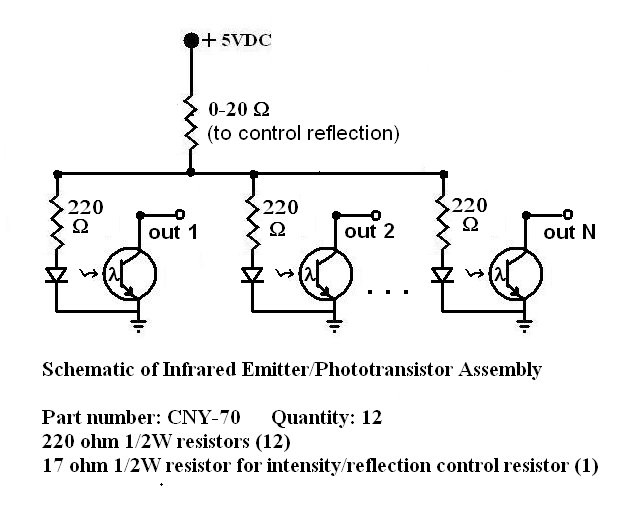 + 5VDC
0-20 Ω
(to control reflection)
220 Ω
220 Ω
220 Ω
out 1
out 2
out N
λ
λ
λ
. . .
Schematic of Infrared Emitter/Phototransistor Assembly
Part number: CNY-70 Quantity: 12
220 ohm 1/2W resistors (12)
17 ohm 1/2W resistor for intensity/reflection control resistor (1)